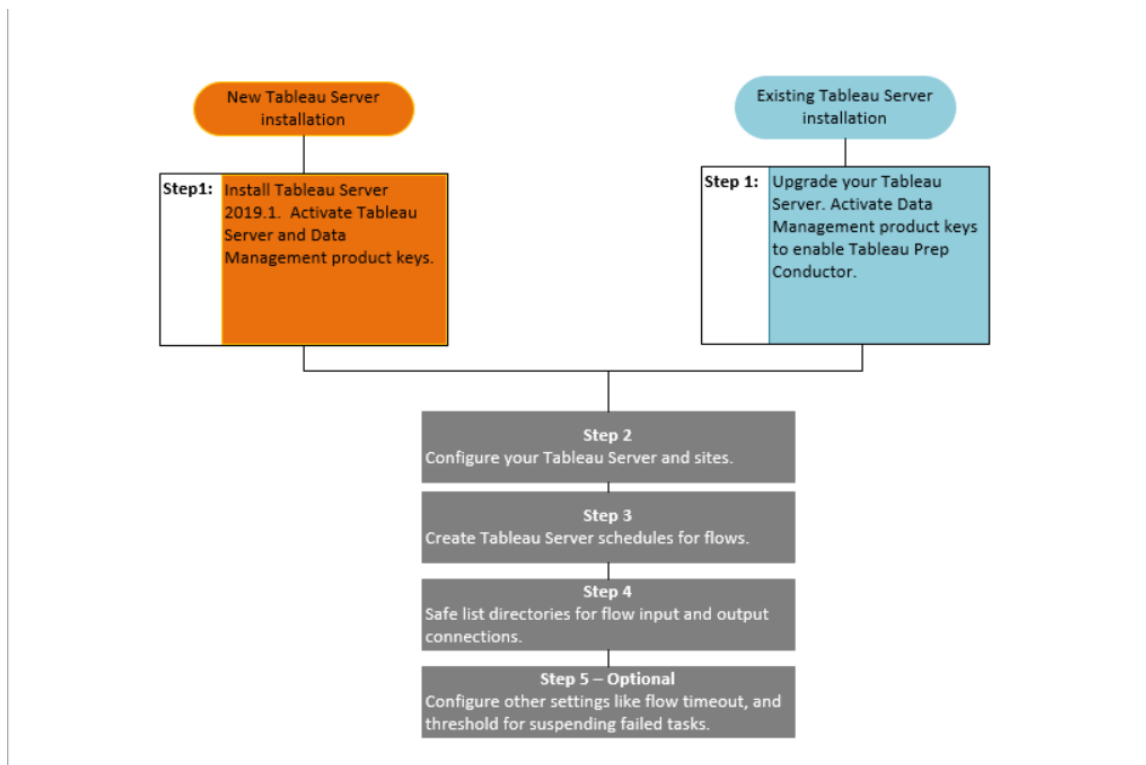 New Tableau Server
installation
Existing Tableau Server
installation
Step1:
Install Tableau Server
2019.1.  Activate Tableau
Server and Data
Management product keys.
Step 1:
Upgrade your Tableau
Server. Activate Data
Management product keys
to enable Tableau Prep
Conductor.
Step 2
Configure your Tableau Server and sites.
Step 3
Create Tableau Server schedules for flows.
Step 4
Safe list directories for flow input and output
connections.
Step 5 – Optional
Configure other settings like flow timeout, and
threshold for suspending failed tasks.